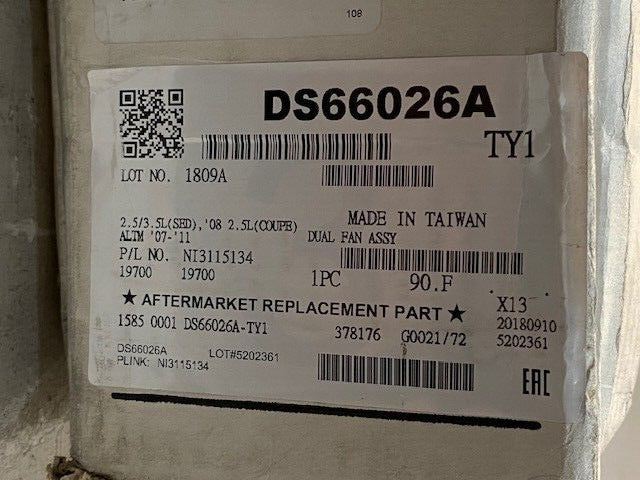 108
DS66026A
TY1
LOT NO. 1809A
2.5/3.5L(SED),'08 2.5L(COUPE)
MADE IN TAIWAN
ALTM '07-'11
DUAL FAN ASSY
P/L NO. NI3115134
19700 19700
1PC 90.F
★ AFTERMARKET REPLACEMENT PART ★
X13
1585 0001 DS66026A-TY1
378176 G0021/72
20180910
5202361
DS66026A LOT#5202361
PLINK: NI3115134
EAC